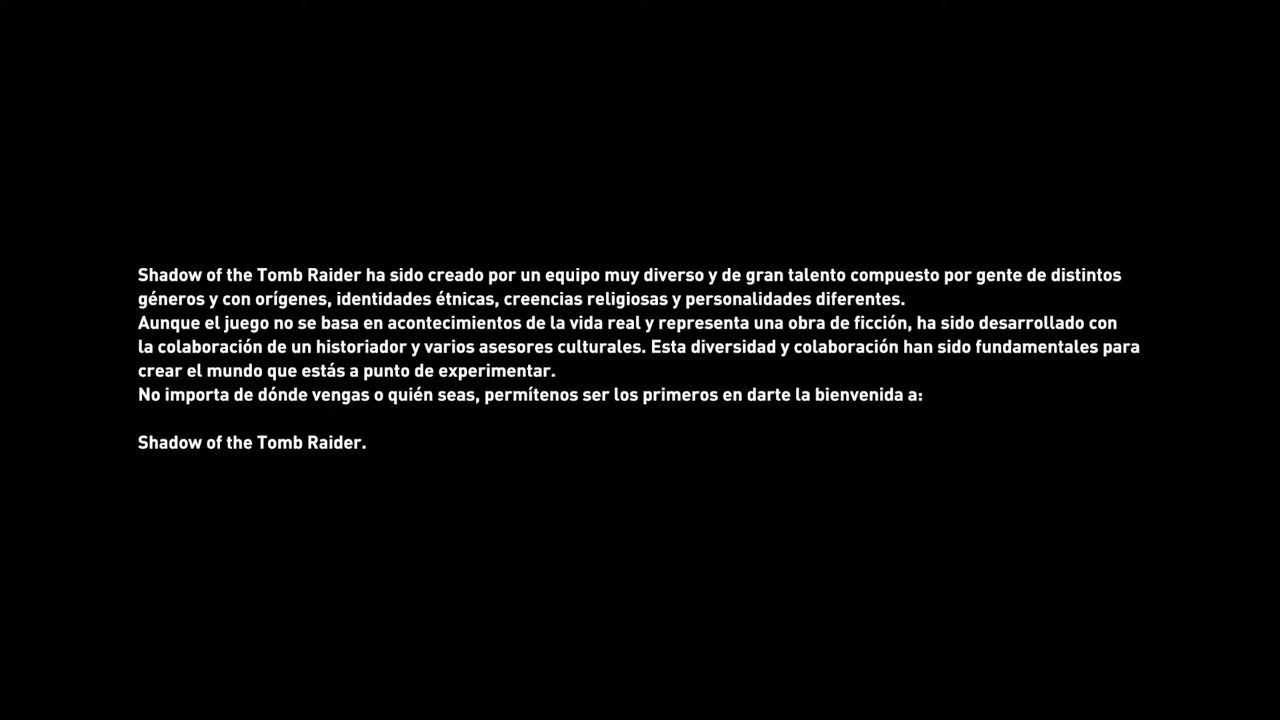 Shadow of the Tomb Raider ha sido creado por un equipo muy diverso y de gran talento compuesto por gente de distintos
géneros y con orígenes, identidades étnicas, creencias religiosas y personalidades diferentes.
Aunque el juego no se basa en acontecimientos de la vida real y representa una obra de ficción, ha sido desarrollado con
la colaboración de un historiador y varios asesores culturales. Esta diversidad y colaboración han sido fundamentales para
crear el mundo que estás a punto de experimentar.
No importa de dónde vengas o quién seas, permítenos ser los primeros en darte la bienvenida a:
Shadow of the Tomb Raider.